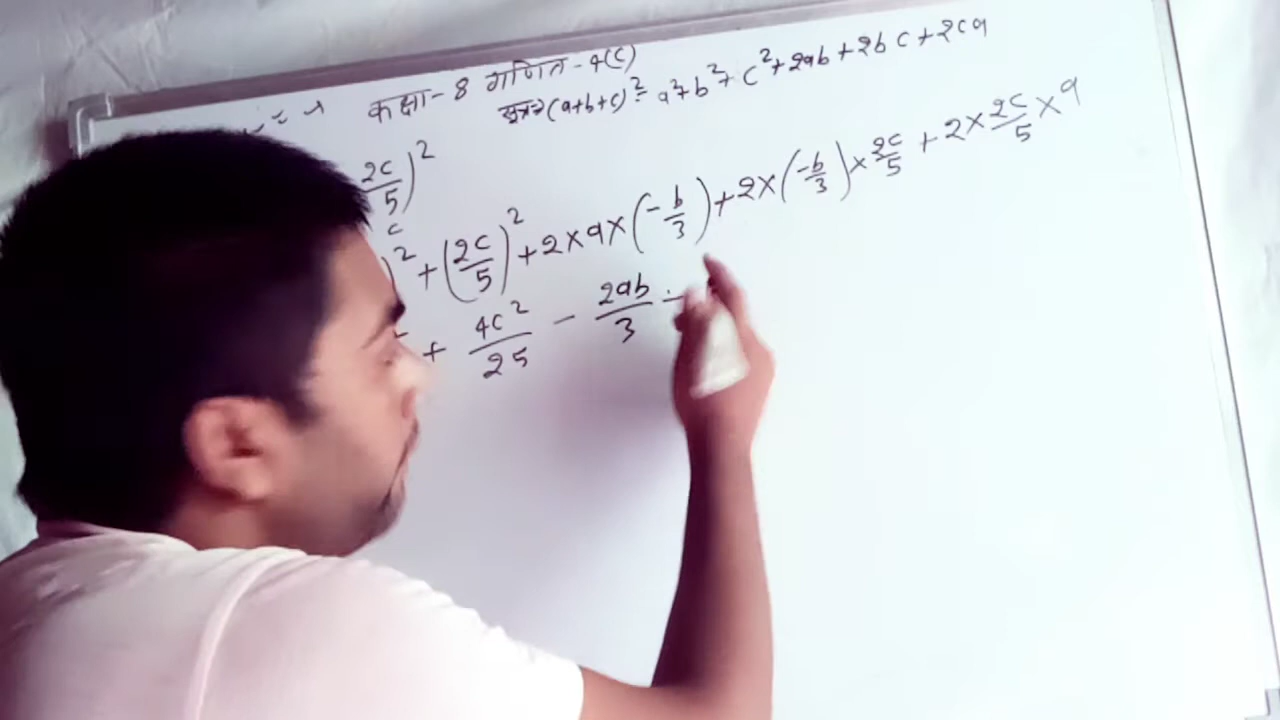 कक्षा-8 गणित-4(C)
सूत्र→(a+b+c)²= a²+b²+c²+2ab+2bc+2ca
2c/5)²
c
)²+(2c/5)²+2×a×(-b/3)+2×(-b/3)×2c/5+2×2c/5×a
+ 4c²/25 - 2ab/3 -